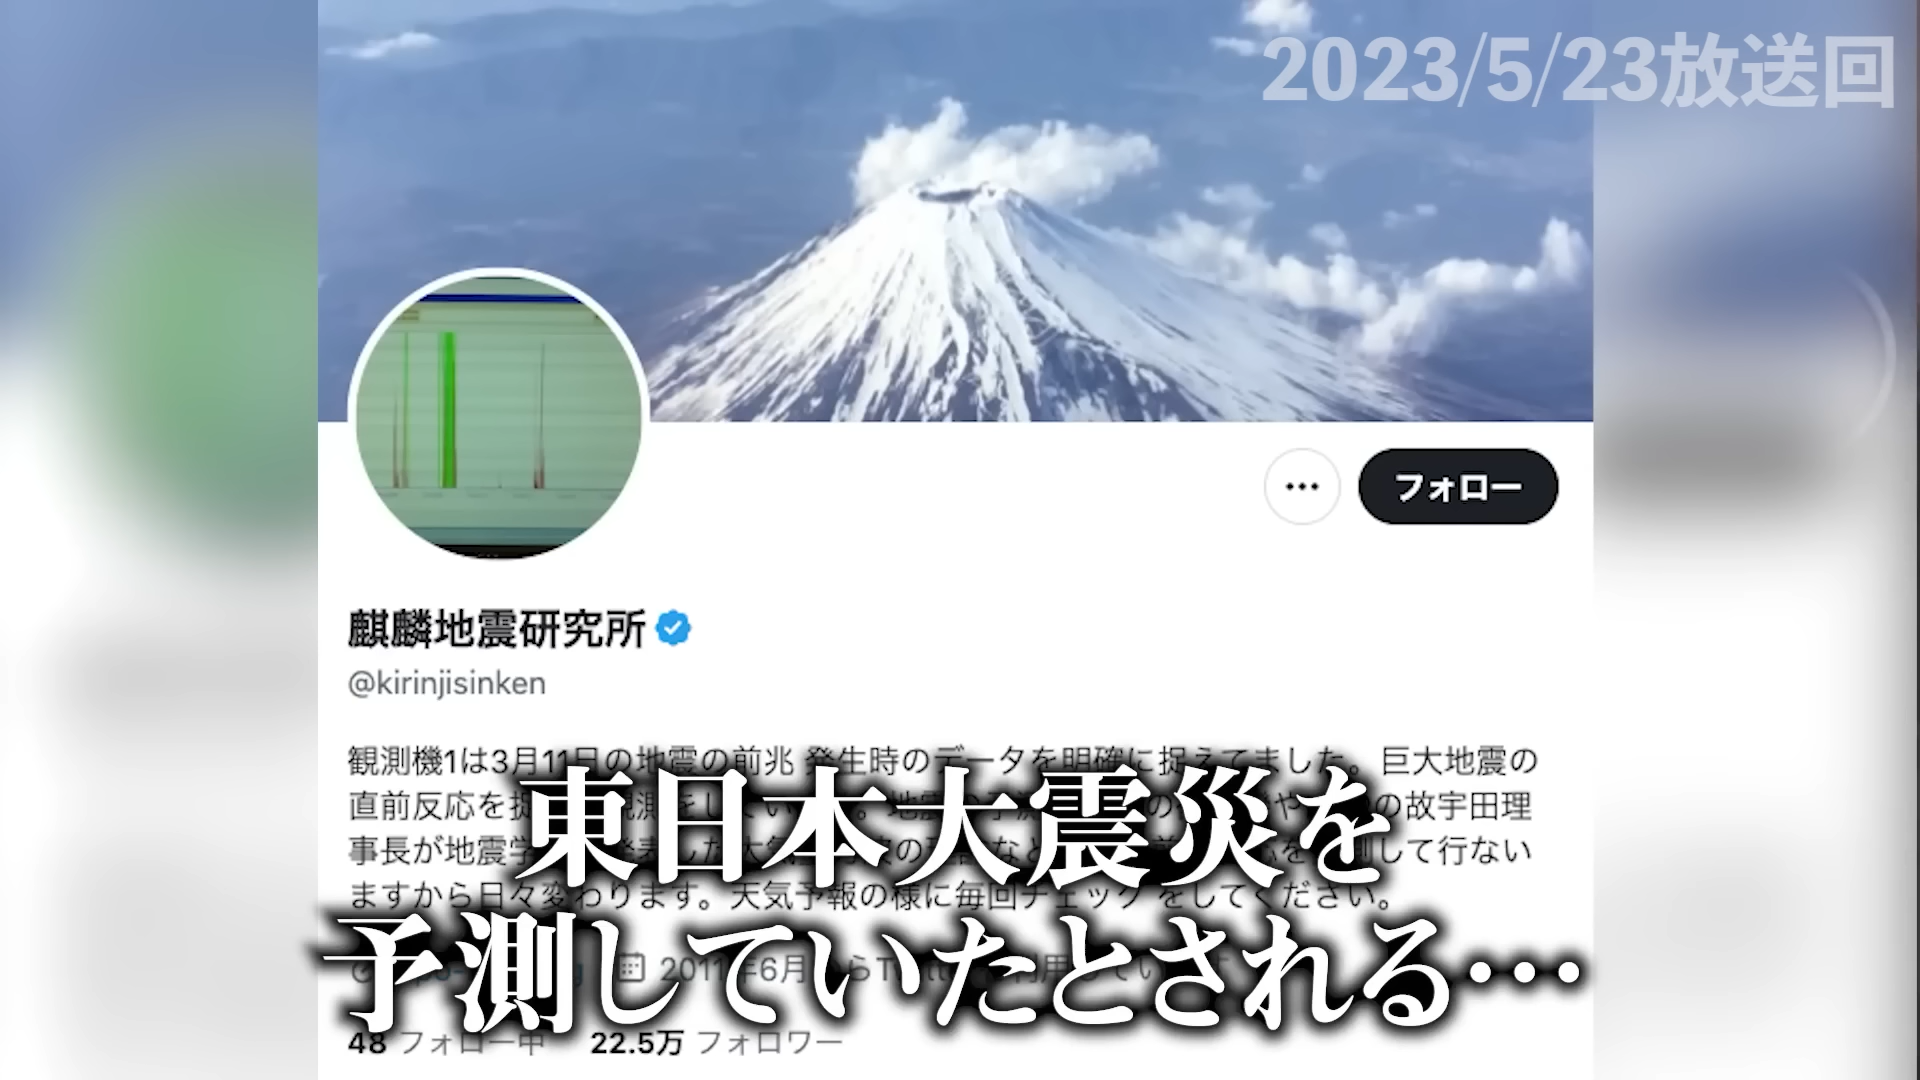 2023/5/23放送回
フォロー
麒麟地震研究所
@kirinjisinken
観測機1は3月11日の地震の前兆 発生時のデータを明確に捉えてました。巨大地震の
直前反応を の故宇田理
事長が地震学 して行ない
ますから日々変わります。天気予報の様に毎回チェック をしてください。
東日本大震災を
予測していたとされる…
2011年6月
48 フォロー中 22.5万 フォロワー